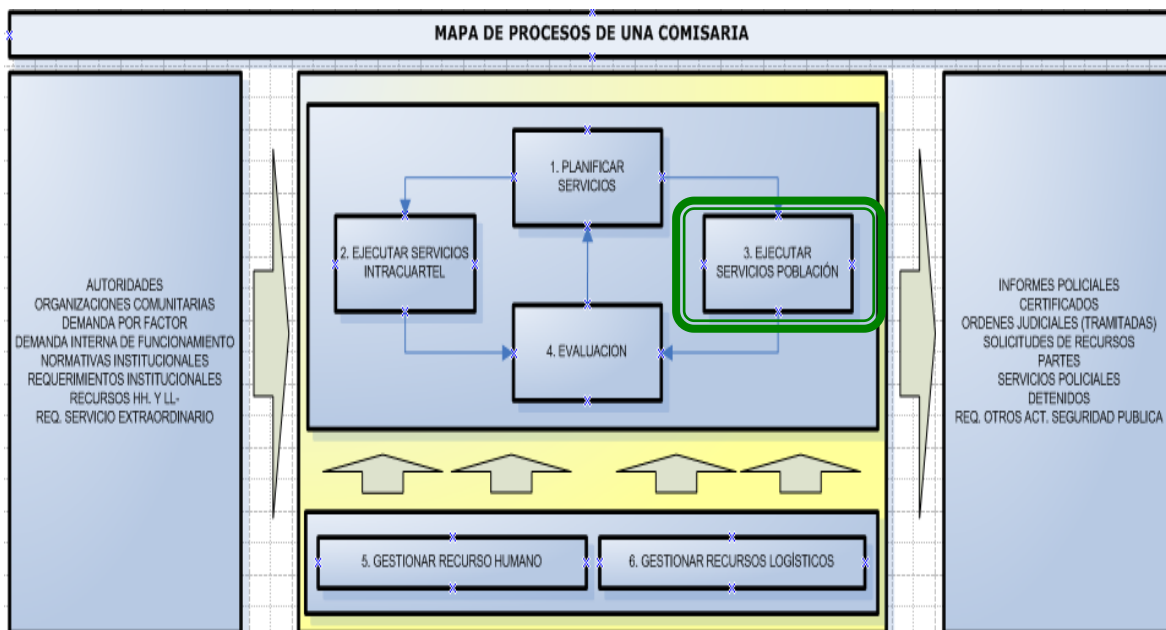 MAPA DE PROCESOS DE UNA COMISARIA
AUTORIDADES
ORGANIZACIONES COMUNITARIAS
DEMANDA POR FACTOR
DEMANDA INTERNA DE FUNCIONAMIENTO
NORMATIVAS INSTITUCIONALES
REQUERIMIENTOS INSTITUCIONALES
RECURSOS HH. Y LL-
REQ. SERVICIO EXTRAORDINARIO
1. PLANIFICAR
SERVICIOS
2. EJECUTAR SERVICIOS
INTRACUARTEL
3. EJECUTAR
SERVICIOS POBLACIÓN
4. EVALUACION
5. GESTIONAR RECURSO HUMANO
6. GESTIONAR RECURSOS LOGÍSTICOS
INFORMES POLICIALES
CERTIFICADOS
ORDENES JUDICIALES (TRAMITADAS)
SOLICITUDES DE RECURSOS
PARTES
SERVICIOS POLICIALES
DETENIDOS
REQ. OTROS ACT. SEGURIDAD PUBLICA